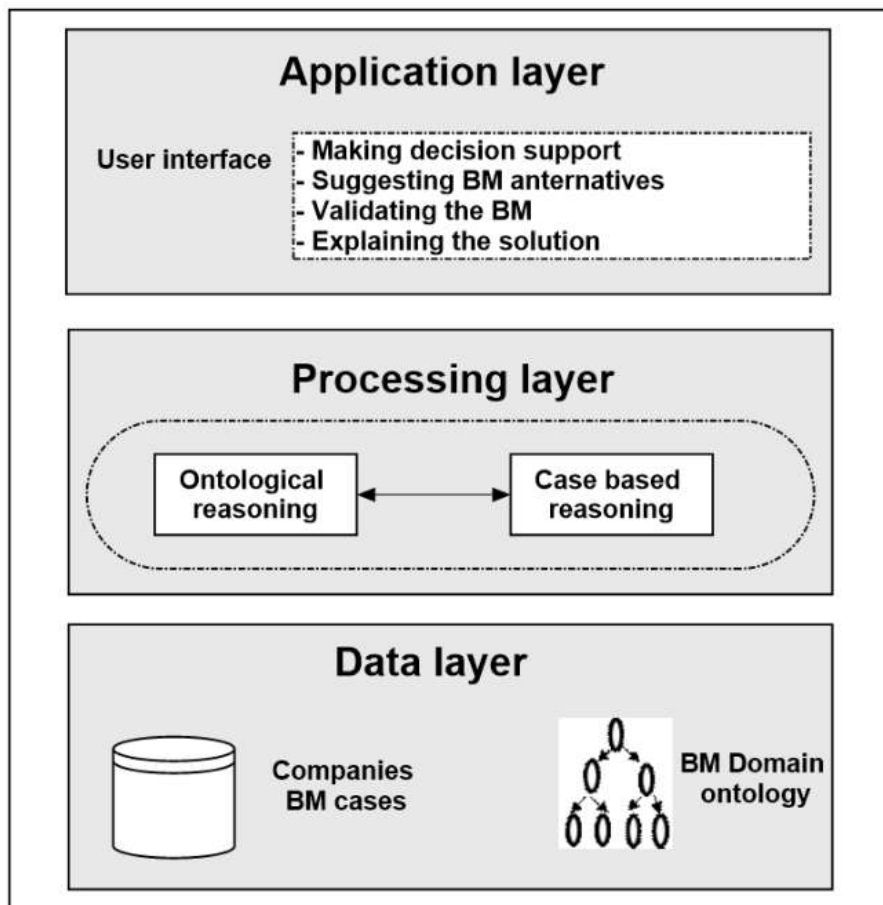 Application layer
User interface
- Making decision support
- Suggesting BM anternatives
- Validating the BM
- Explaining the solution
Processing layer
Ontological
reasoning
Case based
reasoning
Data layer
Companies
BM cases
BM Domain
ontology